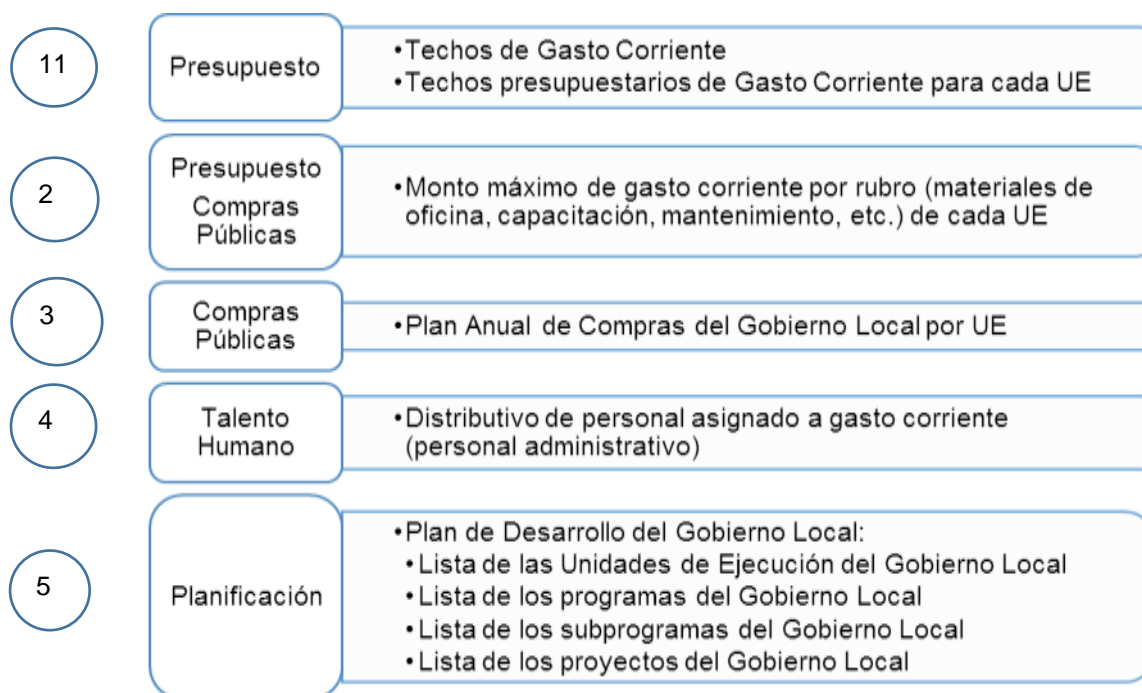 11
Presupuesto
•Techos de Gasto Corriente
•Techos presupuestarios de Gasto Corriente para cada UE
2
Presupuesto
Compras
Públicas
•Monto máximo de gasto corriente por rubro (materiales de
oficina, capacitación, mantenimiento, etc.) de cada UE
3
Compras
Públicas
•Plan Anual de Compras del Gobierno Local por UE
4
Talento
Humano
•Distributivo de personal asignado a gasto corriente
(personal administrativo)
5
Planificación
•Plan de Desarrollo del Gobierno Local:
•Lista de las Unidades de Ejecución del Gobierno Local
•Lista de los programas del Gobierno Local
•Lista de los subprogramas del Gobierno Local
•Lista de los proyectos del Gobierno Local